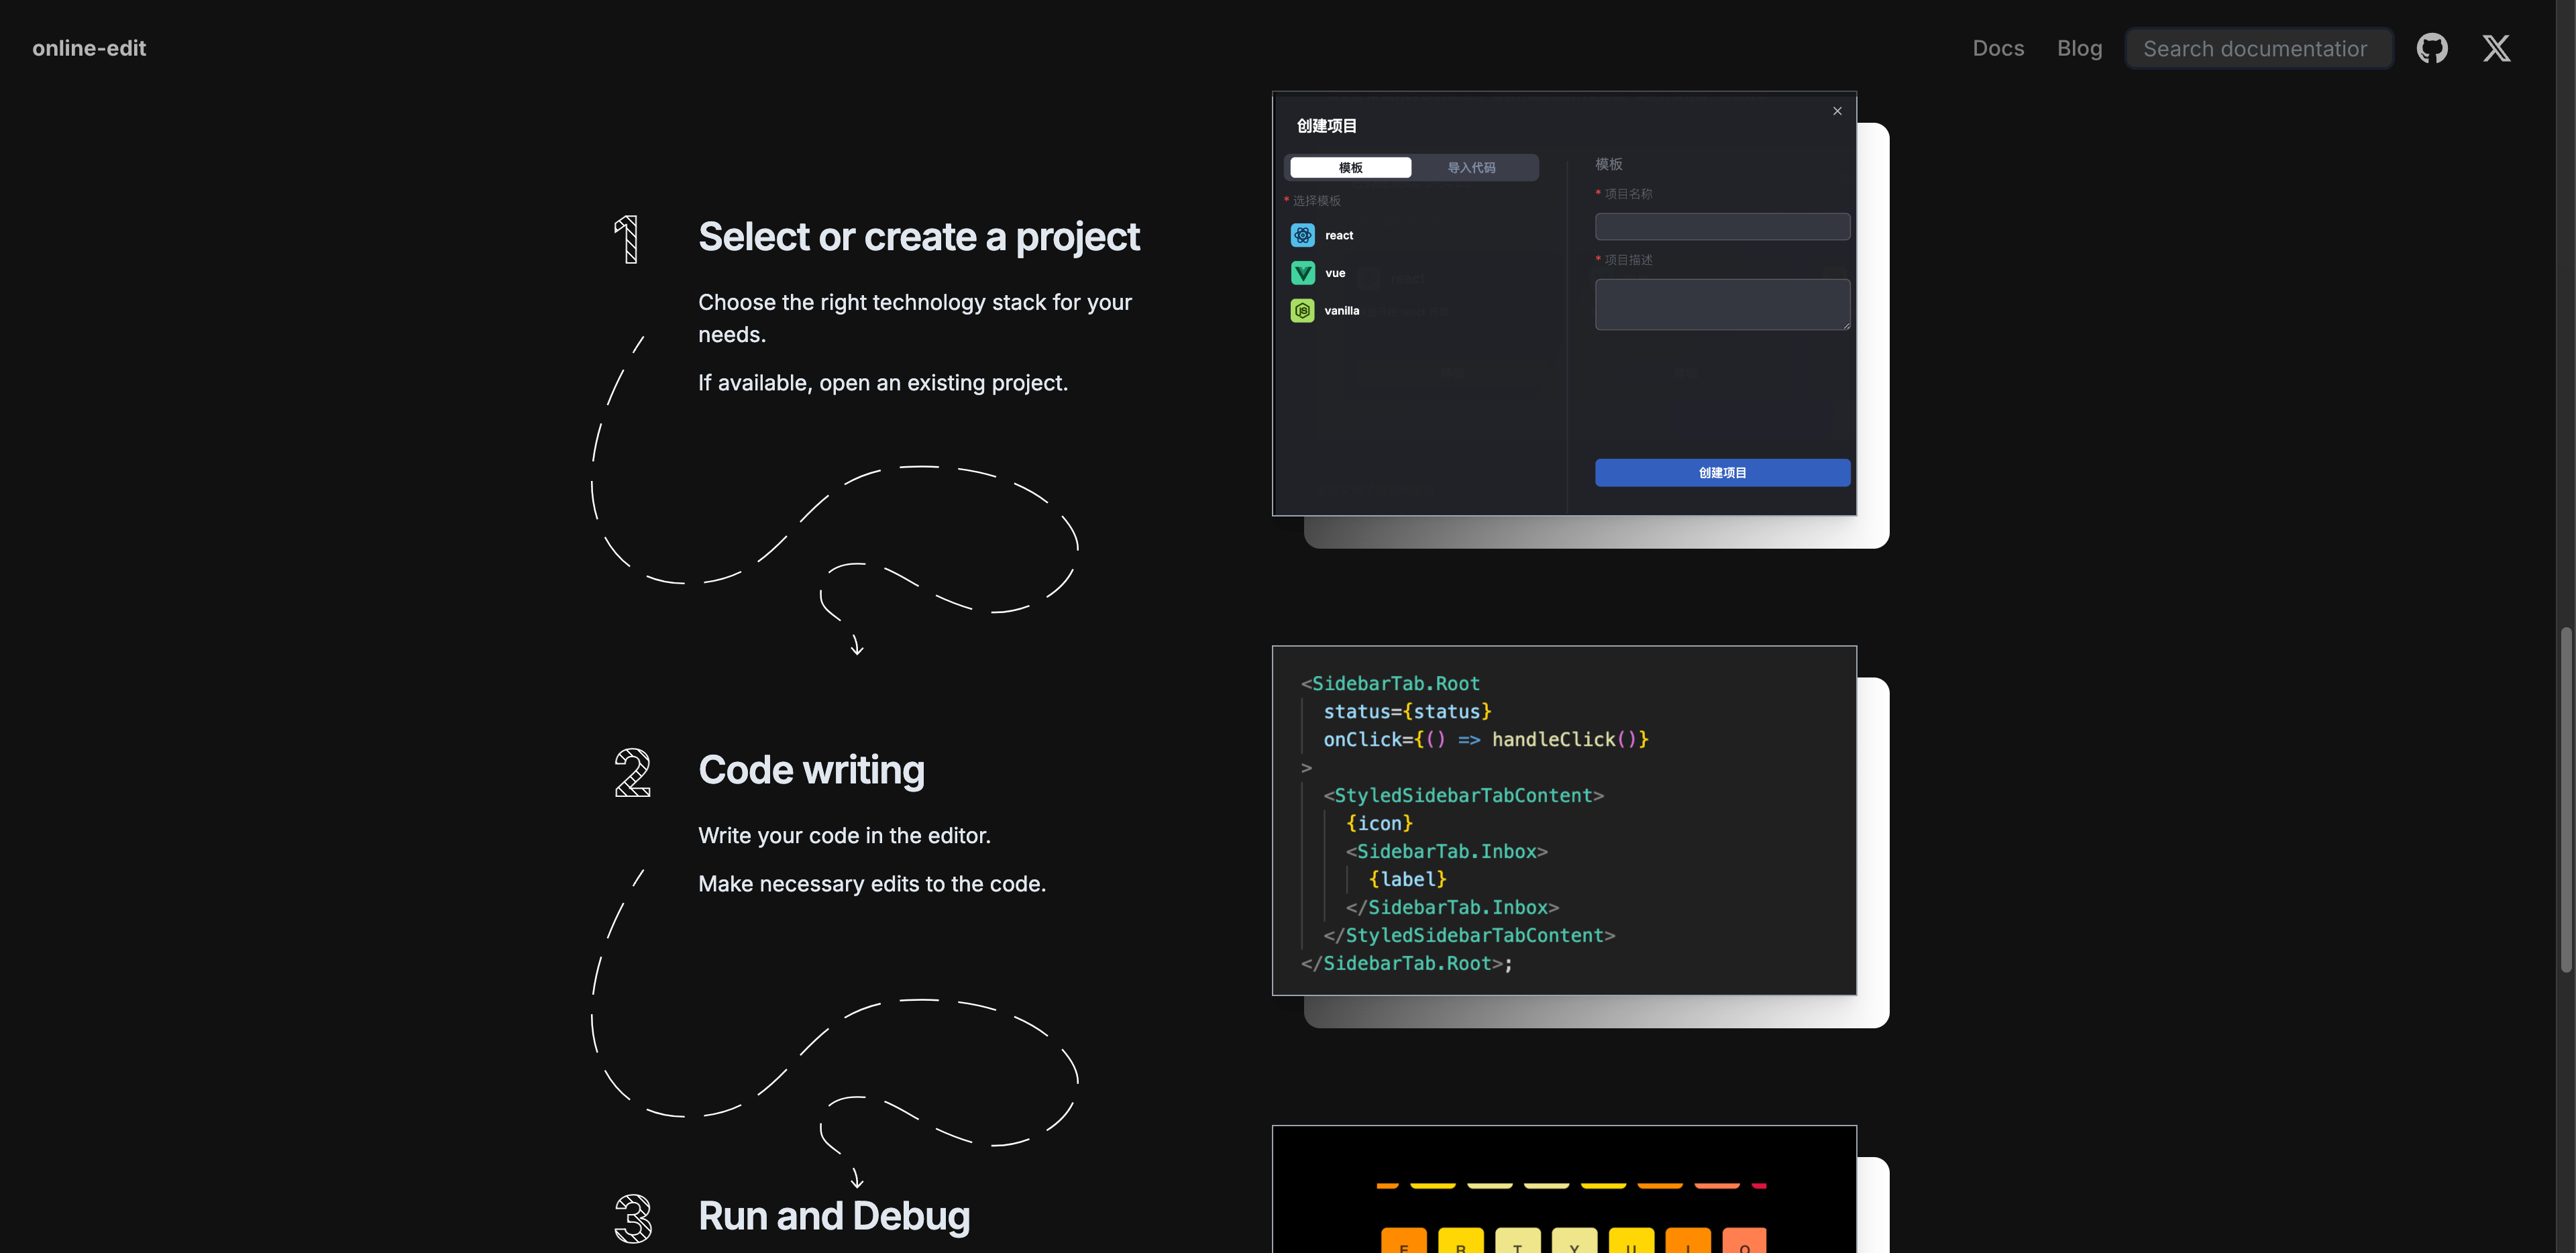 online-edit
Docs
Blog
Search documentatior
1
Select or create a project
Choose the right technology stack for your
needs.
If available, open an existing project.
创建项目
模板
导入代码
* 选择模板
react
vue
vanilla
模板
* 项目名称
* 项目描述
创建项目
2
Code writing
Write your code in the editor.
Make necessary edits to the code.
<SidebarTab.Root
status={status}
onClick={() => handleClick()}
>
<StyledSidebarTabContent>
{icon}
<SidebarTab.Inbox>
{label}
</SidebarTab.Inbox>
</StyledSidebarTabContent>
</SidebarTab.Root>;
3
Run and Debug
T Y U